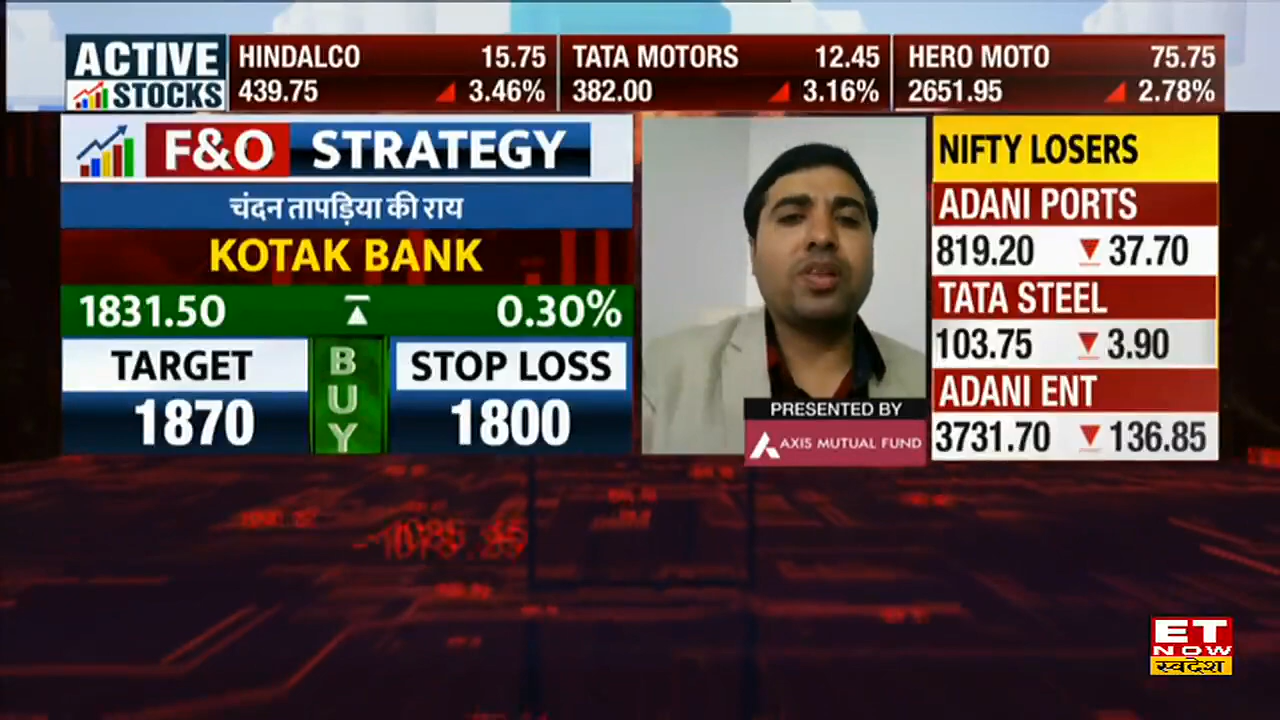 ACTIVE
STOCKS
HINDALCO 15.75
439.75 3.46%
TATA MOTORS 12.45
382.00 3.16%
HERO MOTO 75.75
2651.95 2.78%
F&O STRATEGY
चंदन तापड़िया की राय
KOTAK BANK
1831.50 0.30%
TARGET
1870
BUY
STOP LOSS
1800
PRESENTED BY
AXIS MUTUAL FUND
NIFTY LOSERS
ADANI PORTS
819.20 37.70
TATA STEEL
103.75 3.90
ADANI ENT
3731.70 136.85
ET
NOW
स्वदेश